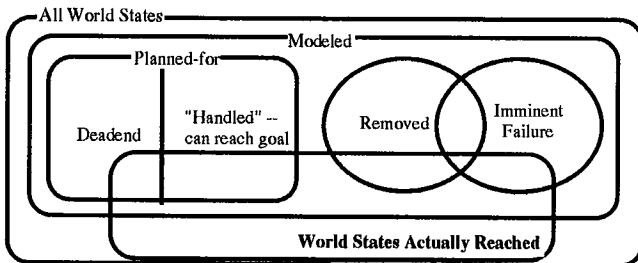 All World States
Modeled
Planned-for
"Handled" --
can reach goal
Deadend
Removed
Imminent
Failure
World States Actually Reached